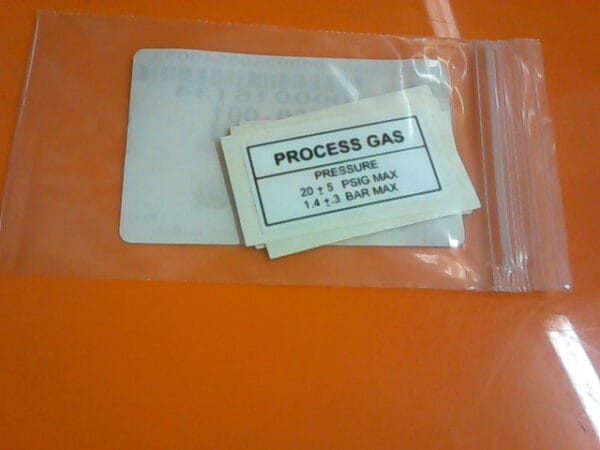 PROCESS GAS
PRESSURE
20 ± 5 PSIG MAX
1.4 ±.3 BAR MAX